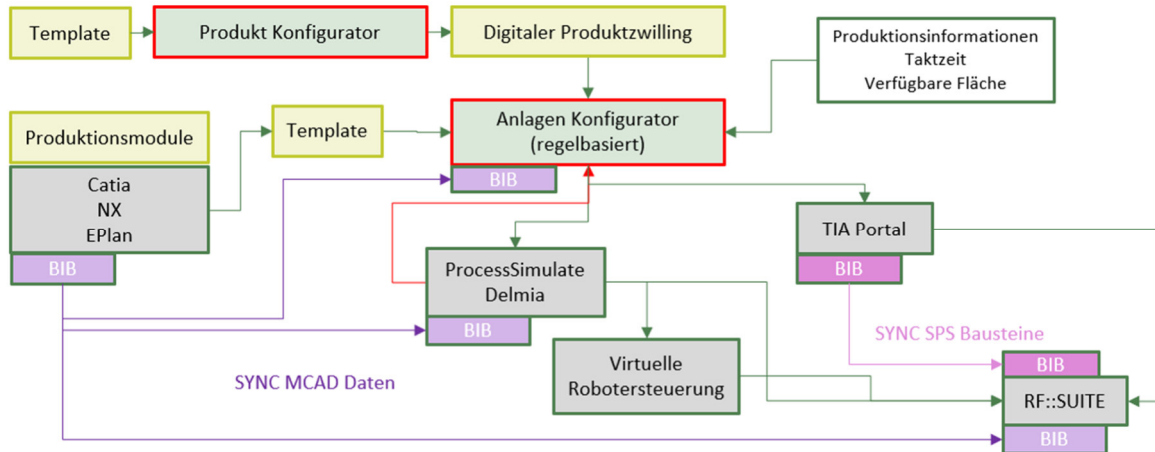 Template
Produkt Konfigurator
Digitaler Produktzwilling
Produktionsinformationen
Taktzeit
Verfügbare Fläche
Produktionsmodule
Template
Anlagen Konfigurator
(regelbasiert)
BIB
Catia
NX
EPlan
BIB
TIA Portal
BIB
ProcessSimulate
Delmia
BIB
SYNC SPS Bausteine
Virtuelle
Robotersteuerung
SYNC MCAD Daten
BIB
RF::SUITE
BIB